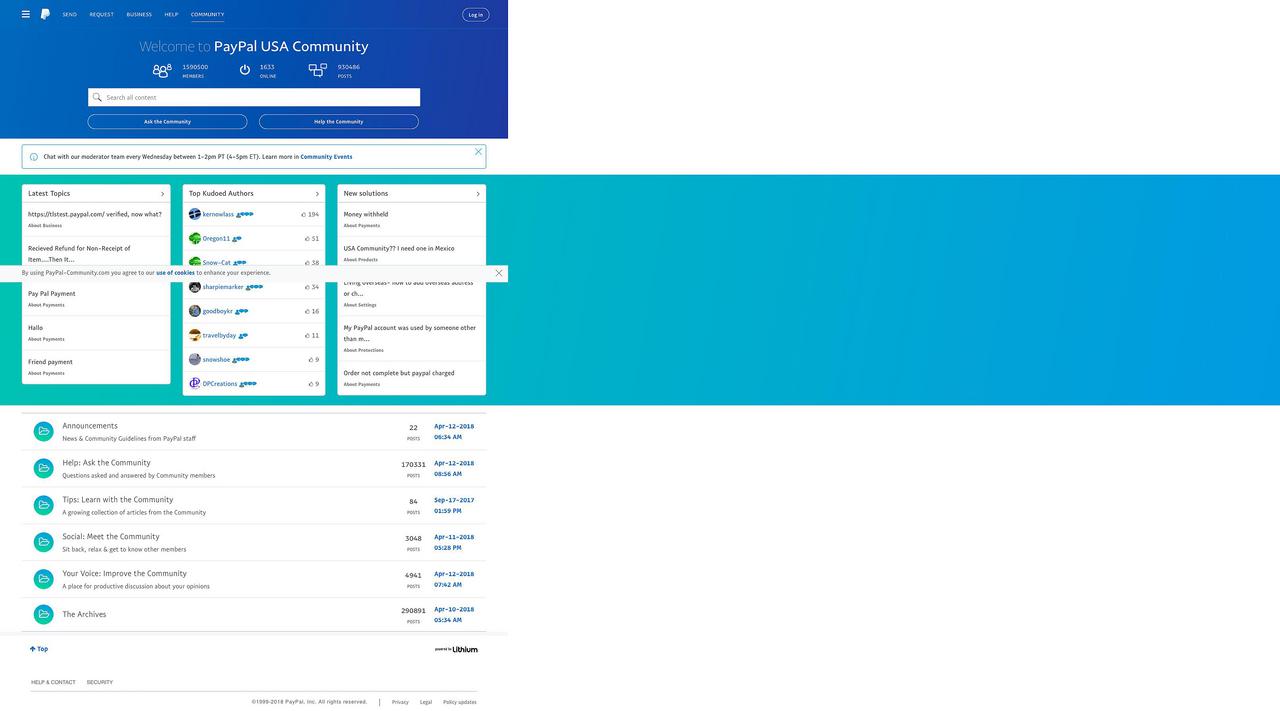 SEND REQUEST BUSINESS HELP COMMUNITY Log in
Welcome to PayPal USA Community
1590500 MEMBERS
1633 ONLINE
930486 POSTS
Search all content
Ask the Community Help the Community
Chat with our moderator team every Wednesday between 1-2pm PT (4-5pm ET). Learn more in Community Events
Latest Topics
https://tlstest.paypal.com/ verified, now what?
About Business
Recieved Refund for Non-Receipt of
Item....Then It...
Pay Pal Payment
About Payments
Hallo
About Payments
Friend payment
About Payments
Top Kudoed Authors
kernowlass 194
Oregon11 51
Snow-Cat 38
sharpiemarker 34
goodboykr 16
travelbyday 11
snowshoe 9
DPCreations 9
New solutions
Money withheld
About Payments
USA Community?? I need one in Mexico
About Products
Living overseas- how to add overseas address
or ch...
About Settings
My PayPal account was used by someone other
than m...
About Protections
Order not complete but paypal charged
About Payments
By using PayPal-Community.com you agree to our use of cookies to enhance your experience.
Announcements
News & Community Guidelines from PayPal staff
22
POSTS
Apr-12-2018
06:34 AM
Help: Ask the Community
Questions asked and answered by Community members
170331
POSTS
Apr-12-2018
08:56 AM
Tips: Learn with the Community
A growing collection of articles from the Community
84
POSTS
Sep-17-2017
01:59 PM
Social: Meet the Community
Sit back, relax & get to know other members
3048
POSTS
Apr-11-2018
05:28 PM
Your Voice: Improve the Community
A place for productive discussion about your opinions
4941
POSTS
Apr-12-2018
07:42 AM
The Archives
290891
POSTS
Apr-10-2018
05:34 AM
Top
powered by Lithium
HELP & CONTACT SECURITY
©1999-2018 PayPal, Inc. All rights reserved. | Privacy Legal Policy updates